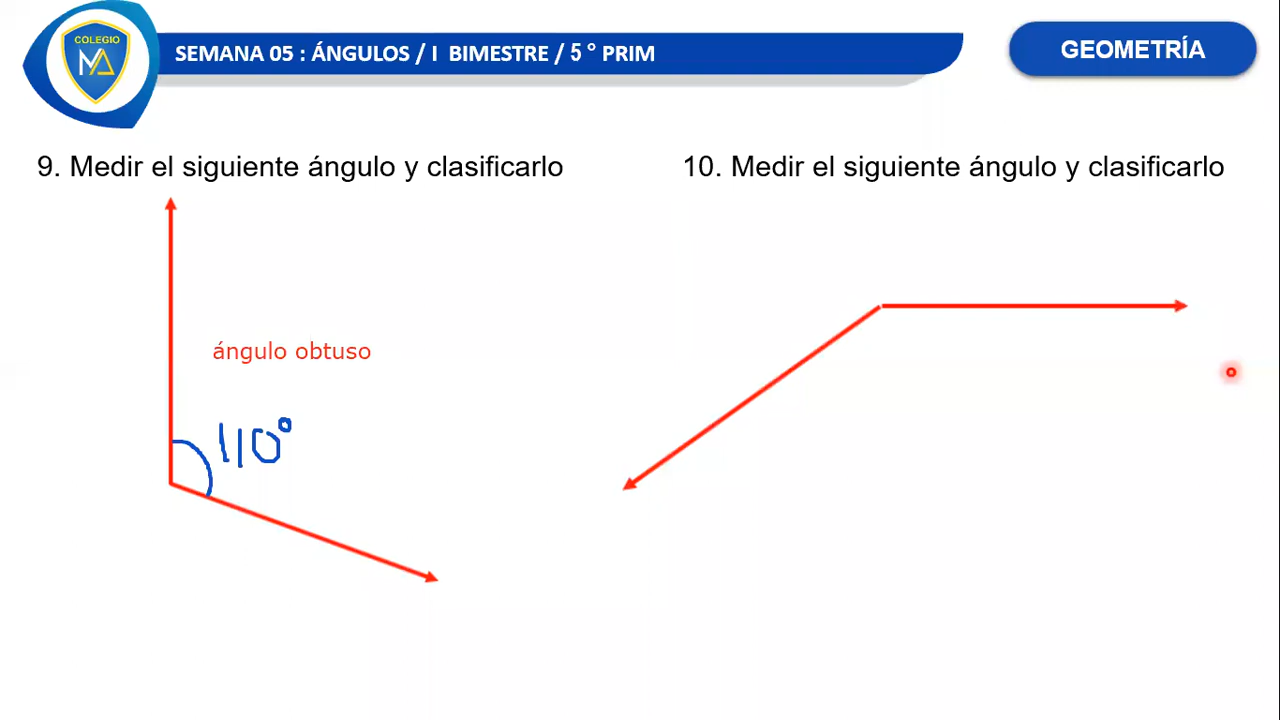 COLEGIO
MA
SEMANA 05 : ÁNGULOS / I BIMESTRE / 5 ° PRIM
GEOMETRÍA
9. Medir el siguiente ángulo y clasificarlo
ángulo obtuso
110°
10. Medir el siguiente ángulo y clasificarlo